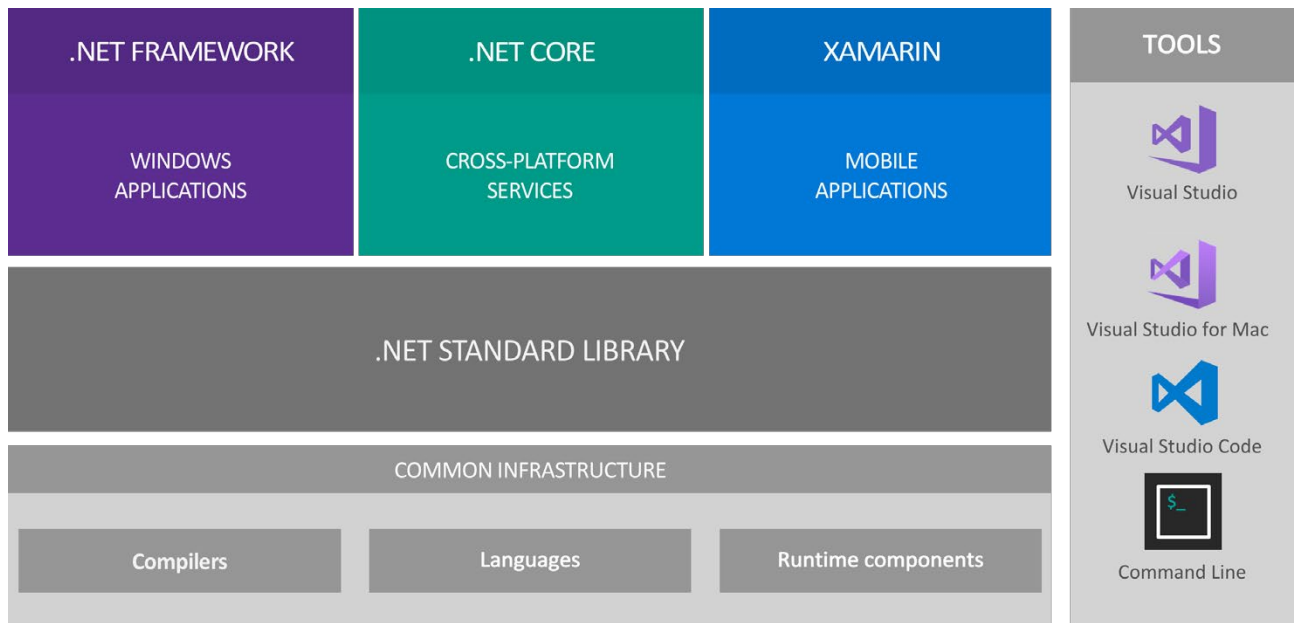 .NET FRAMEWORK
WINDOWS
APPLICATIONS
.NET CORE
CROSS-PLATFORM
SERVICES
XAMARIN
MOBILE
APPLICATIONS
.NET STANDARD LIBRARY
COMMON INFRASTRUCTURE
Compilers
Languages
Runtime components
TOOLS
Visual Studio
Visual Studio for Mac
Visual Studio Code
$_
Command Line